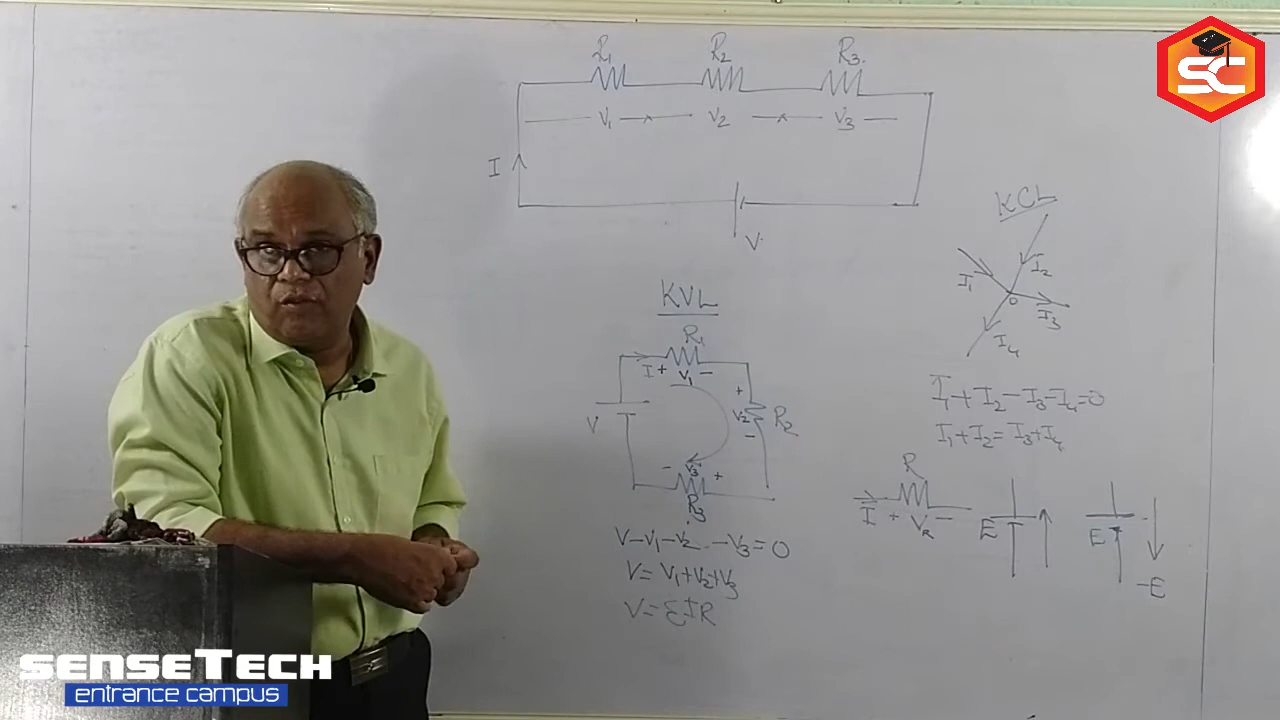 R₁ R₂ R₃
V₁ V₂ V₃
I
V
KCL
I₁ I₂
O
I₃
I₄
I₁+I₂-I₃-I₄=0
I₁+I₂=I₃+I₄
R
I + Vᵣ -
E
E
-E
KVL
R₁
I + V₁ -
V
+
V₂
-
R₂
- V₃ +
R₃
V-V₁-V₂-V₃=0
V=V₁+V₂+V₃
V=ΣIR
SC
SENSETECH
entrance campus